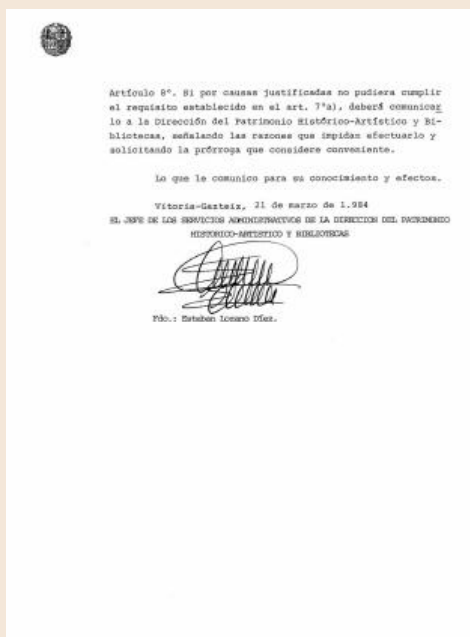 Artículo 8º. Si por causas justificadas no pudiera cumplir
el requisito establecido en el art. 7ºa), deberá comunicar
lo a la Dirección del Patrimonio Histórico-Artístico y Bi-
bliotecas, señalando las razones que impidan efectuarlo y
solicitando la prórroga que considere conveniente.
Lo que le comunico para su conocimiento y efectos.
Vitoria-Gasteiz, 21 de marzo de 1.984
EL JEFE DE LOS SERVICIOS ADMINISTRATIVOS DE LA DIRECCION DEL PATRIMONIO
HISTORICO-ARTISTICO Y BIBLIOTECAS
Fdo.: Esteban Lozano Díez.